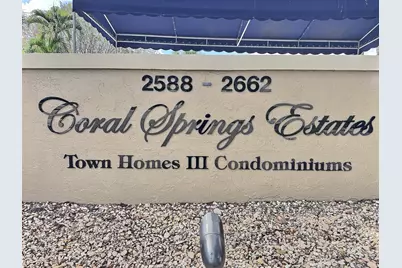 2588 - 2662
Coral Springs Estates
Town Homes III Condominiums